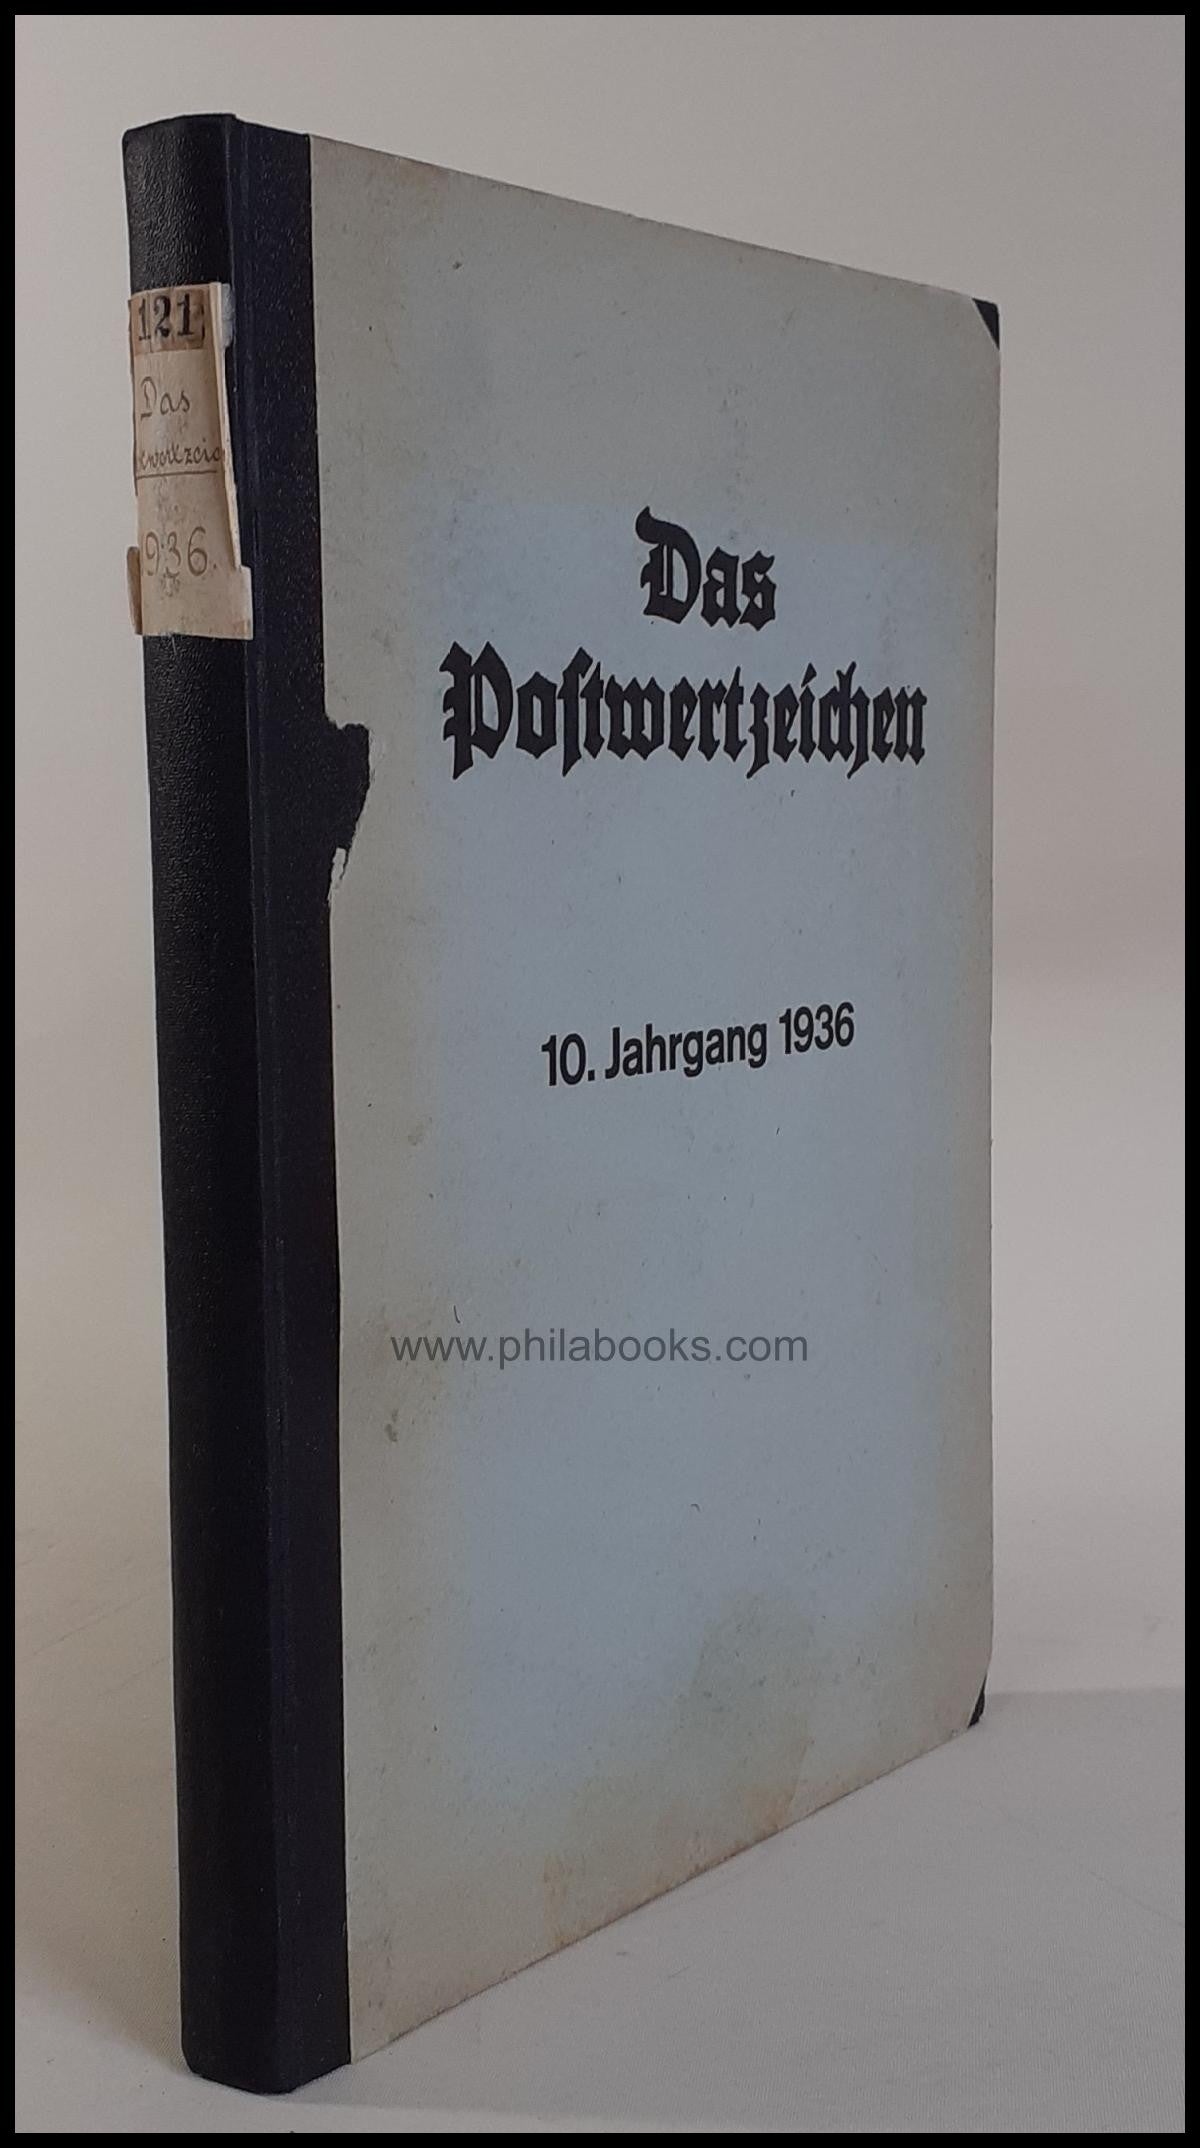 121
Das
1936.
Das
Postwertzeichen
10. Jahrgang 1936
www.philabooks.com